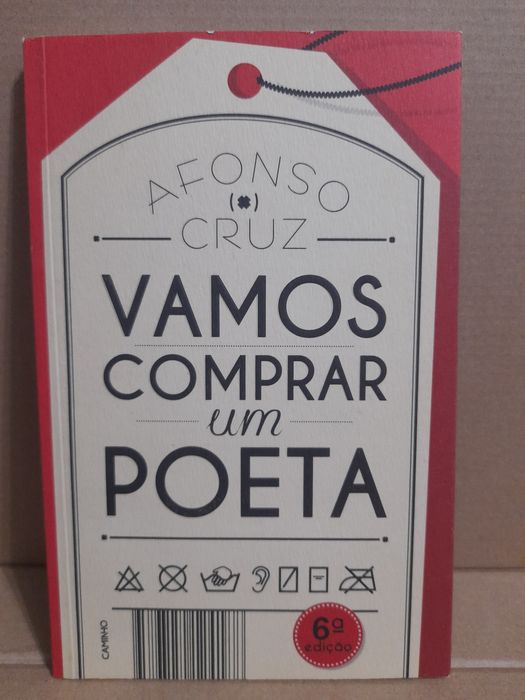 AFONSO
CRUZ
VAMOS
COMPRAR
um
POETA
CAMINHO
6ª
edição